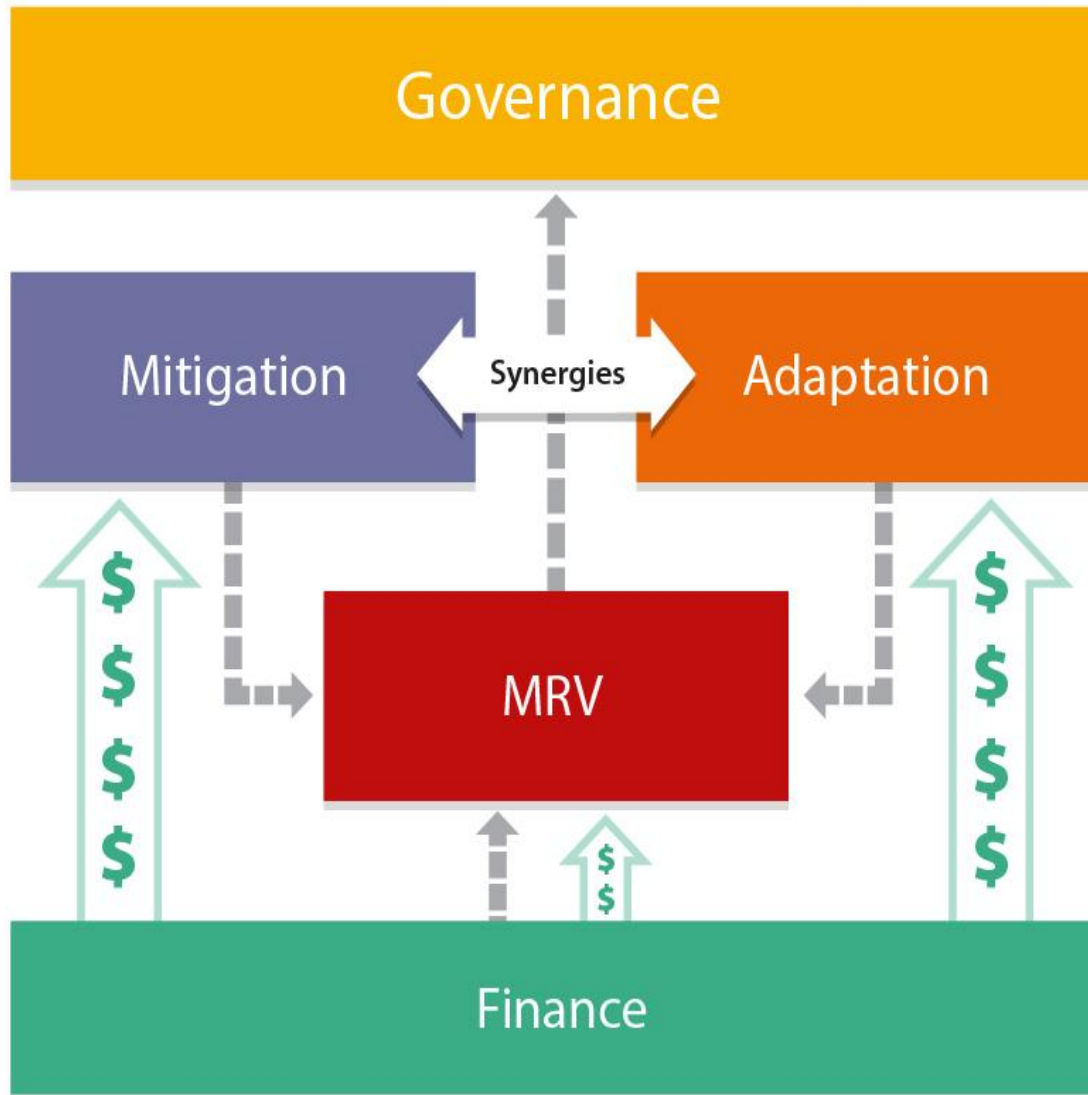 Governance
Mitigation
Synergies
Adaptation
MRV
$
$
$
$
$
$
$
$
$
$
Finance